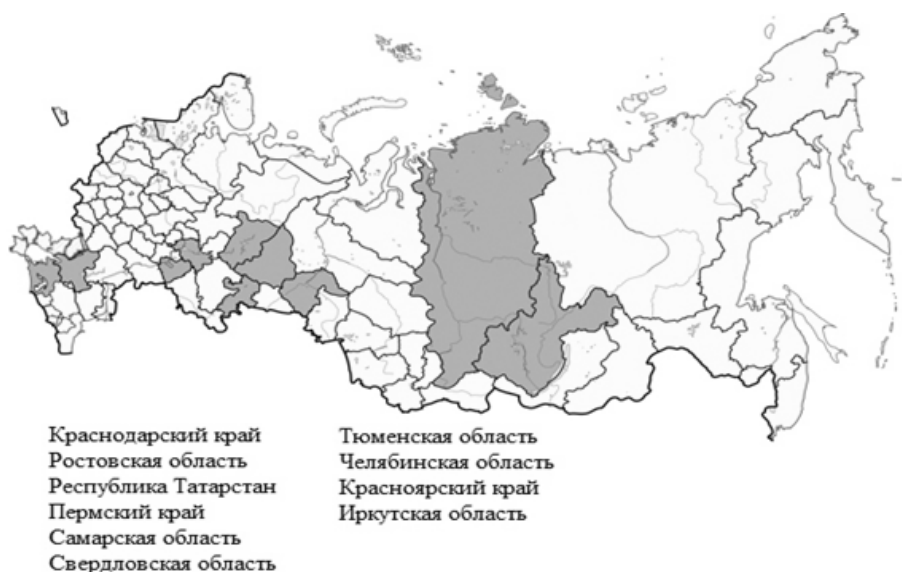 Краснодарский край
Ростовская область
Республика Татарстан
Пермский край
Самарская область
Свердловская область
Тюменская область
Челябинская область
Красноярский край
Иркутская область